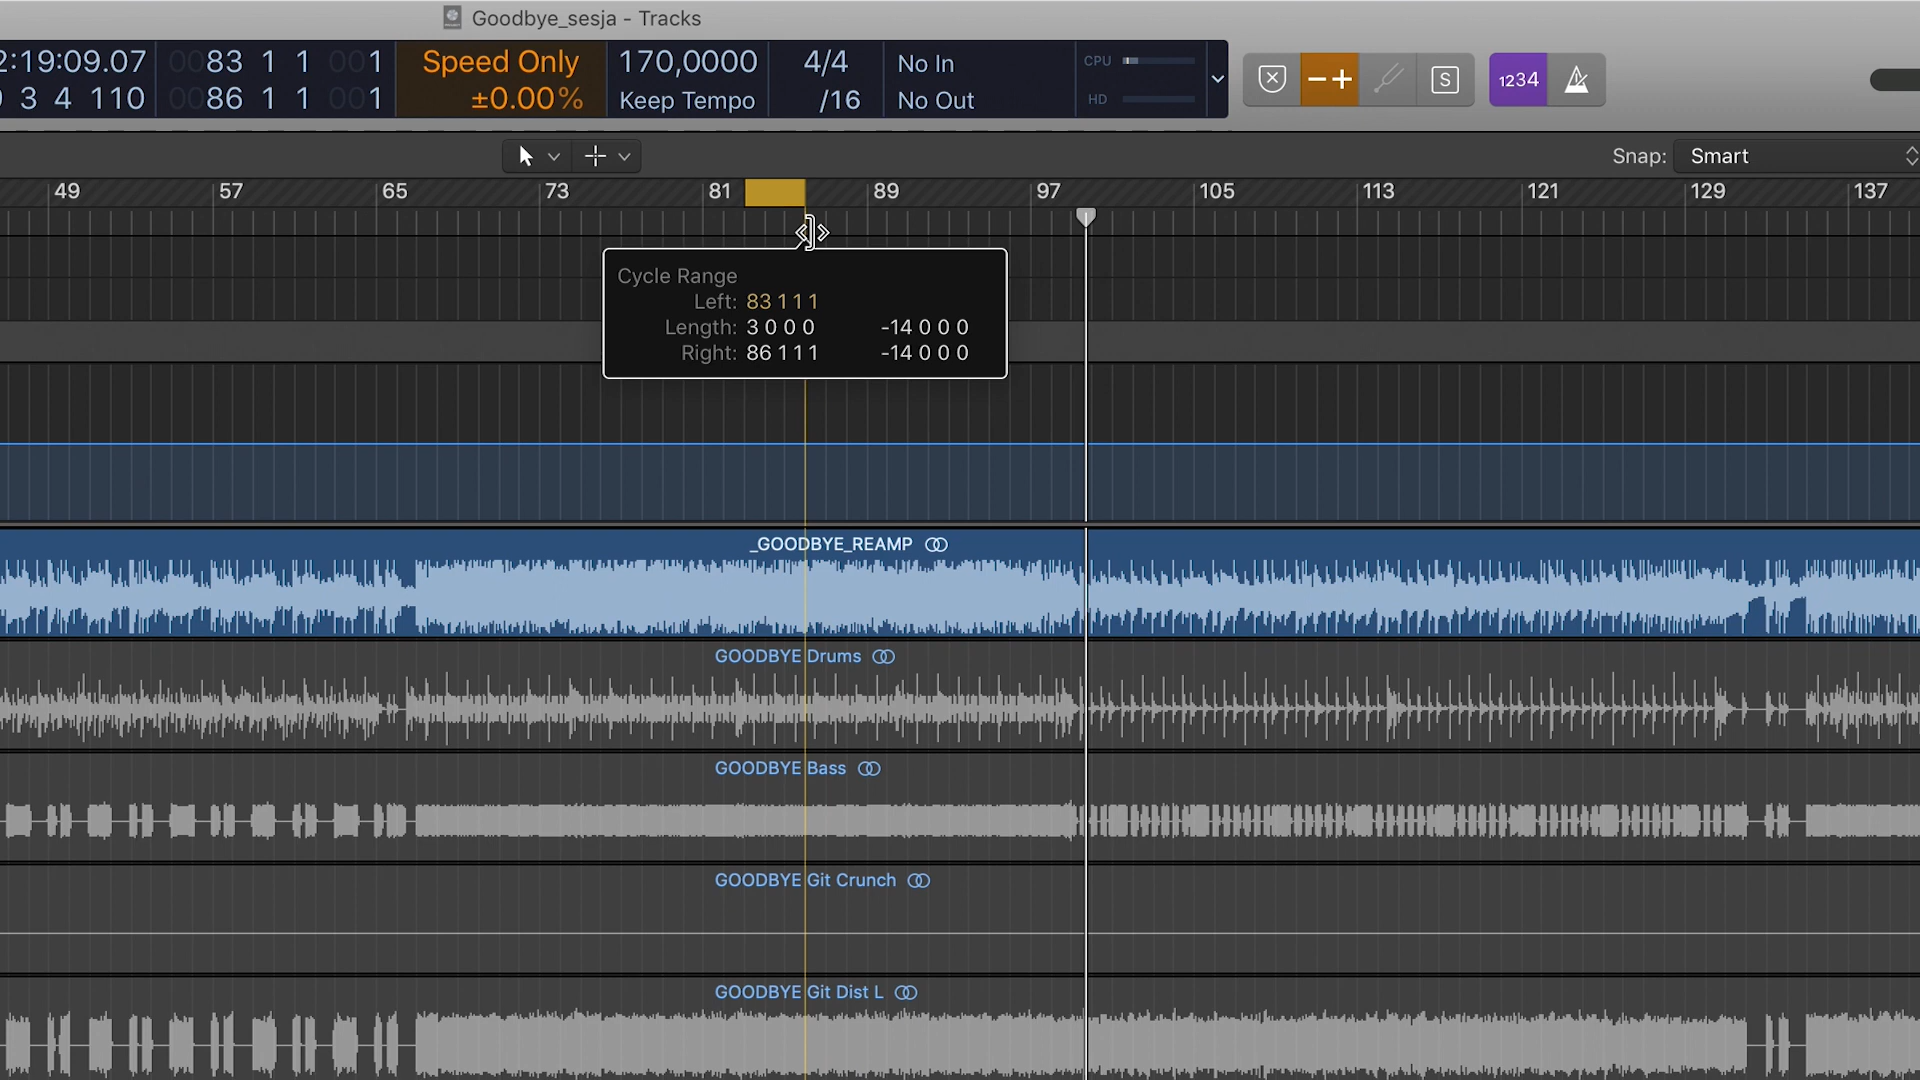 Goodbye_sesja - Tracks
2:19:09.07 0083 1 1 001 Speed Only 170,0000 4/4 No In CPU
3 4 110 0086 1 1 001 ±0.00% Keep Tempo /16 No Out HD
S 1234
Snap: Smart
49 57 65 73 81 89 97 105 113 121 129 137
Cycle Range
Left: 83 1 1 1
Length: 3 0 0 0 -14 0 0 0
Right: 86 1 1 1 -14 0 0 0
_GOODBYE_REAMP
GOODBYE Drums
GOODBYE Bass
GOODBYE Git Crunch
GOODBYE Git Dist L